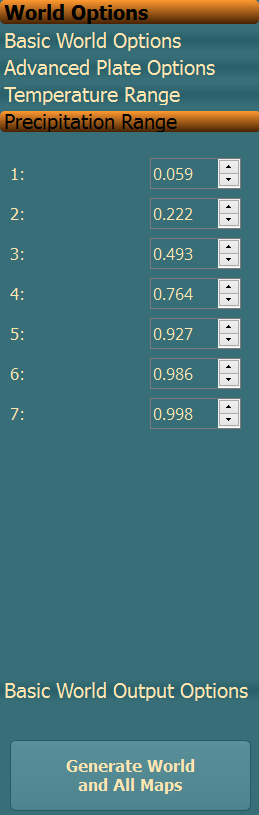 World Options
Basic World Options
Advanced Plate Options
Temperature Range
Precipitation Range
1: 0.059
2: 0.222
3: 0.493
4: 0.764
5: 0.927
6: 0.986
7: 0.998
Basic World Output Options
Generate World
and All Maps